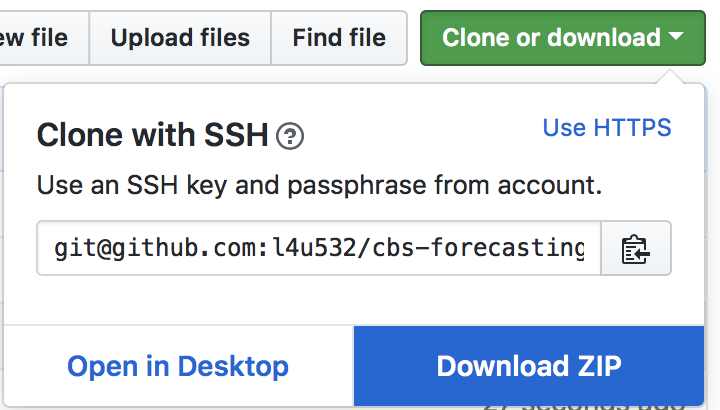 file
Upload files
Find file
Clone or download
Clone with SSH ?
Use HTTPS
Use an SSH key and passphrase from account.
git@github.com:l4u532/cbs-forecasting
Open in Desktop
Download ZIP